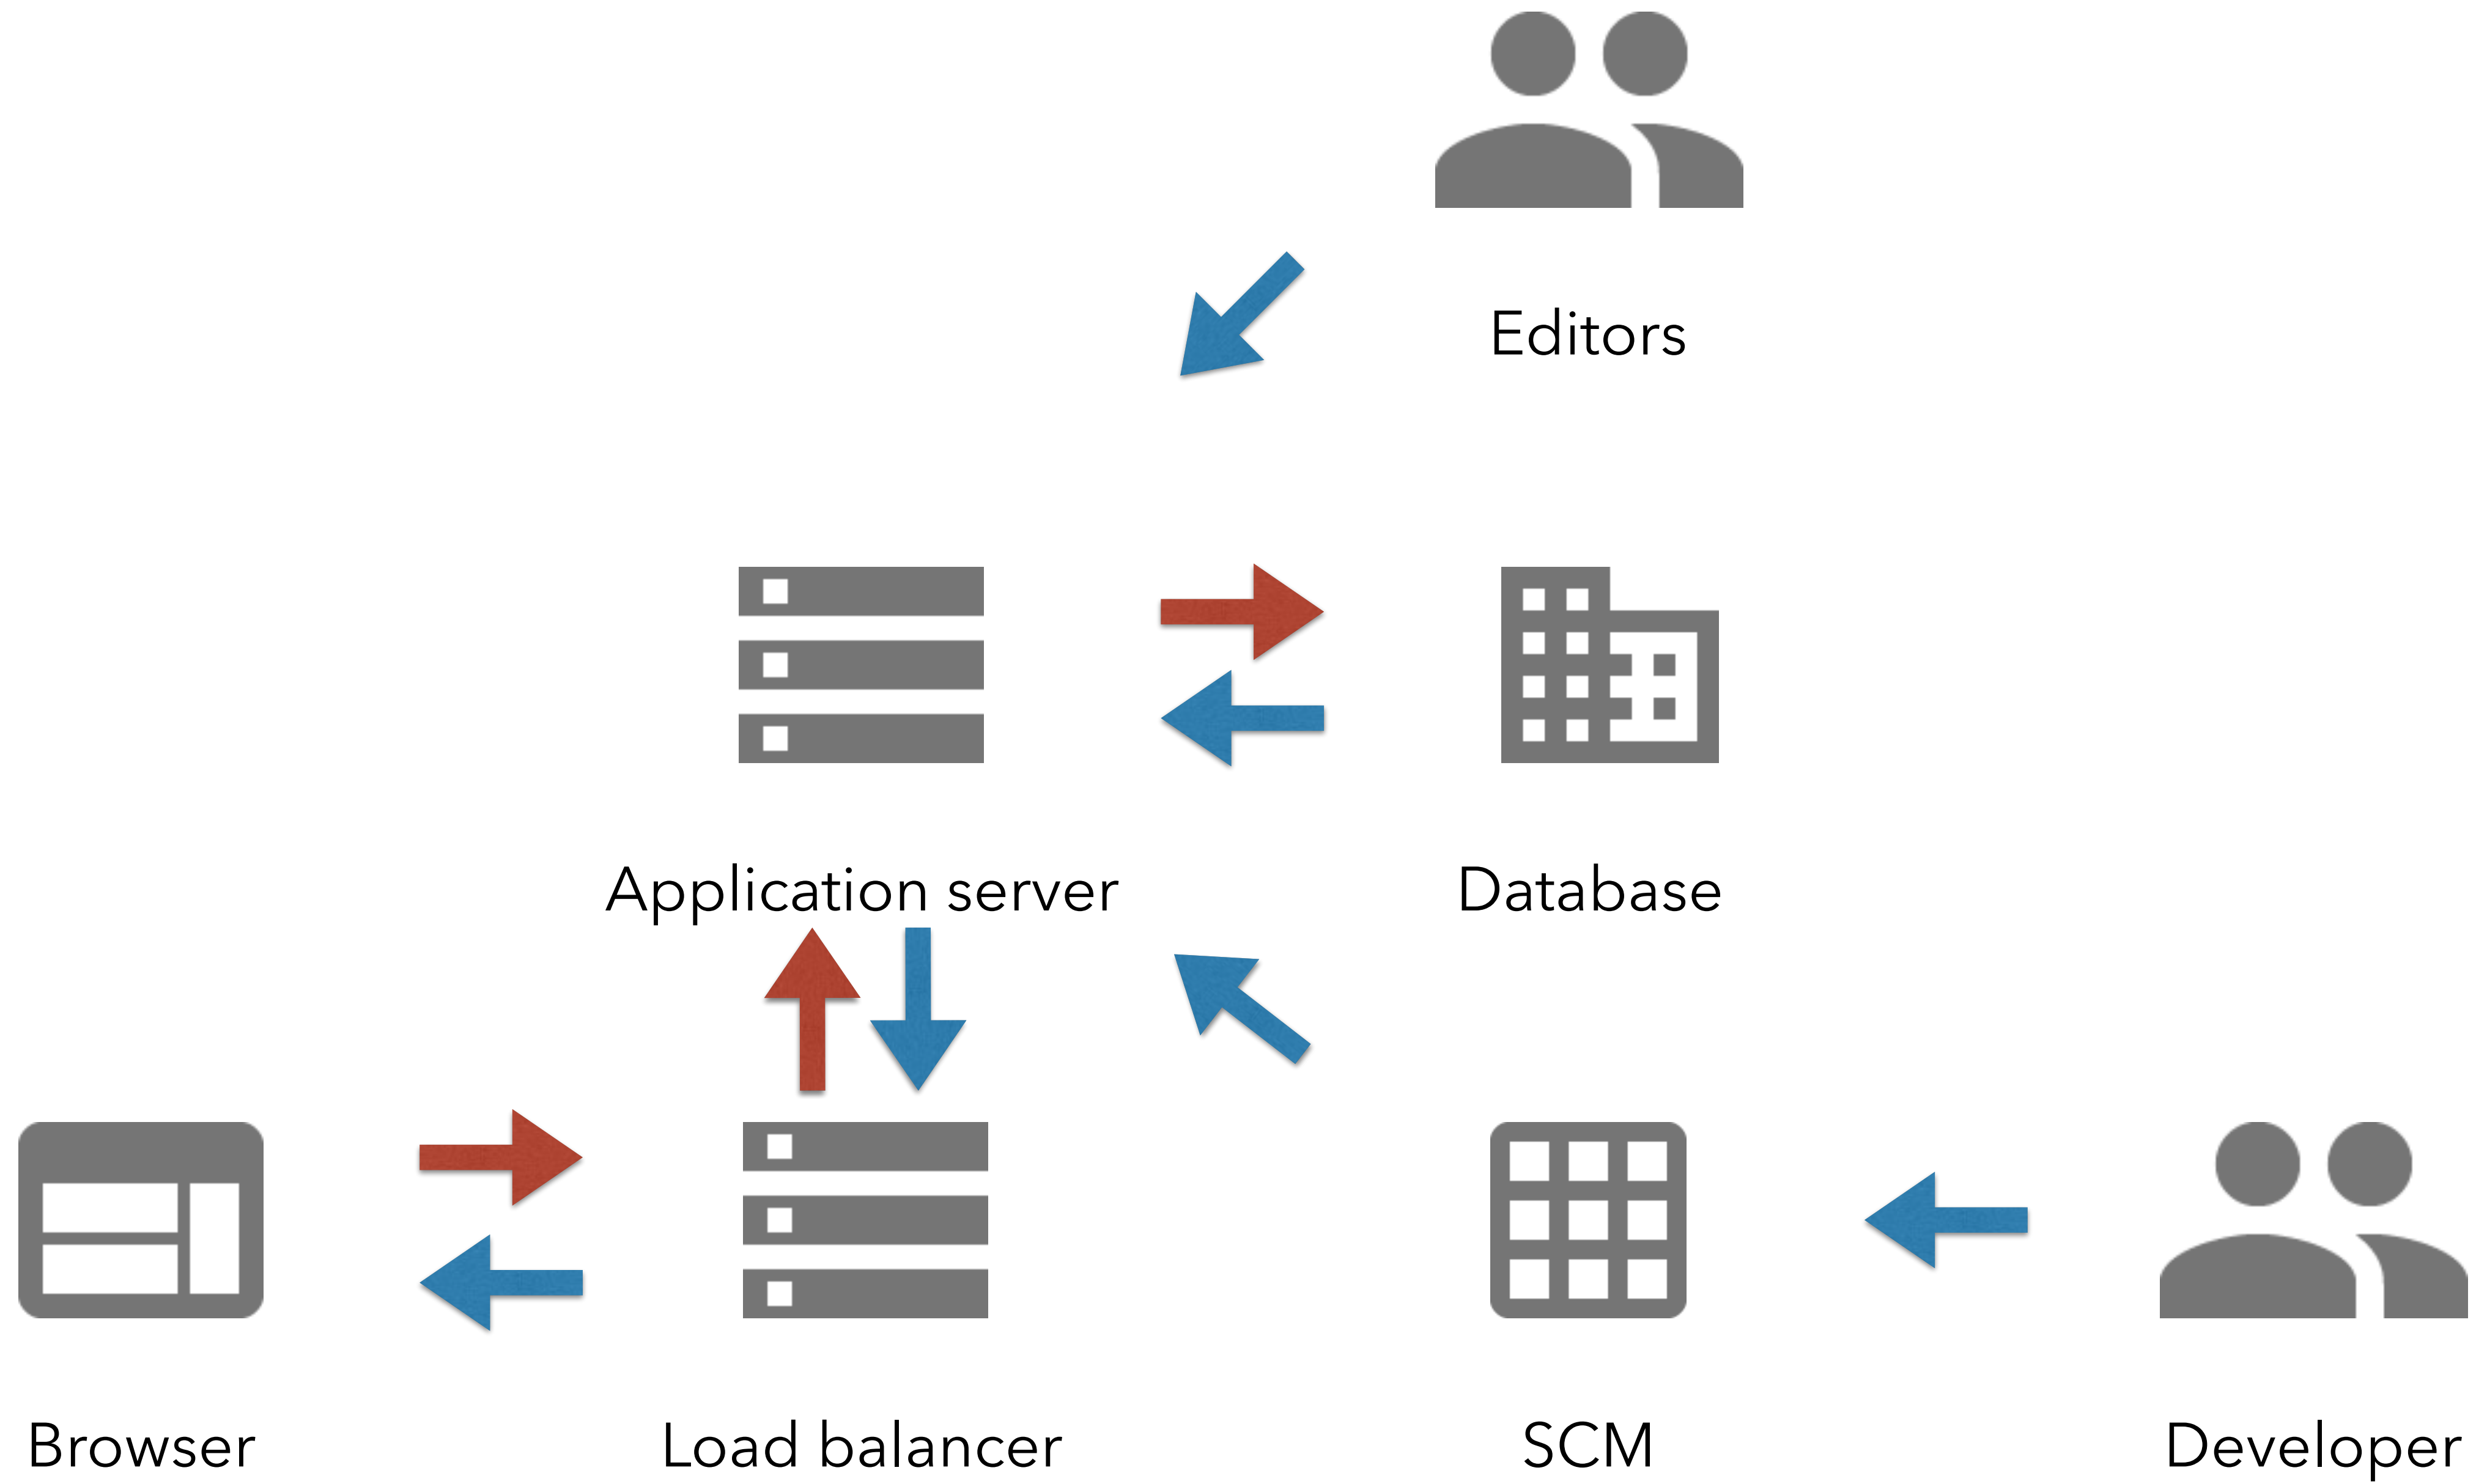 Editors
Application server
Database
Browser
Load balancer
SCM
Developer